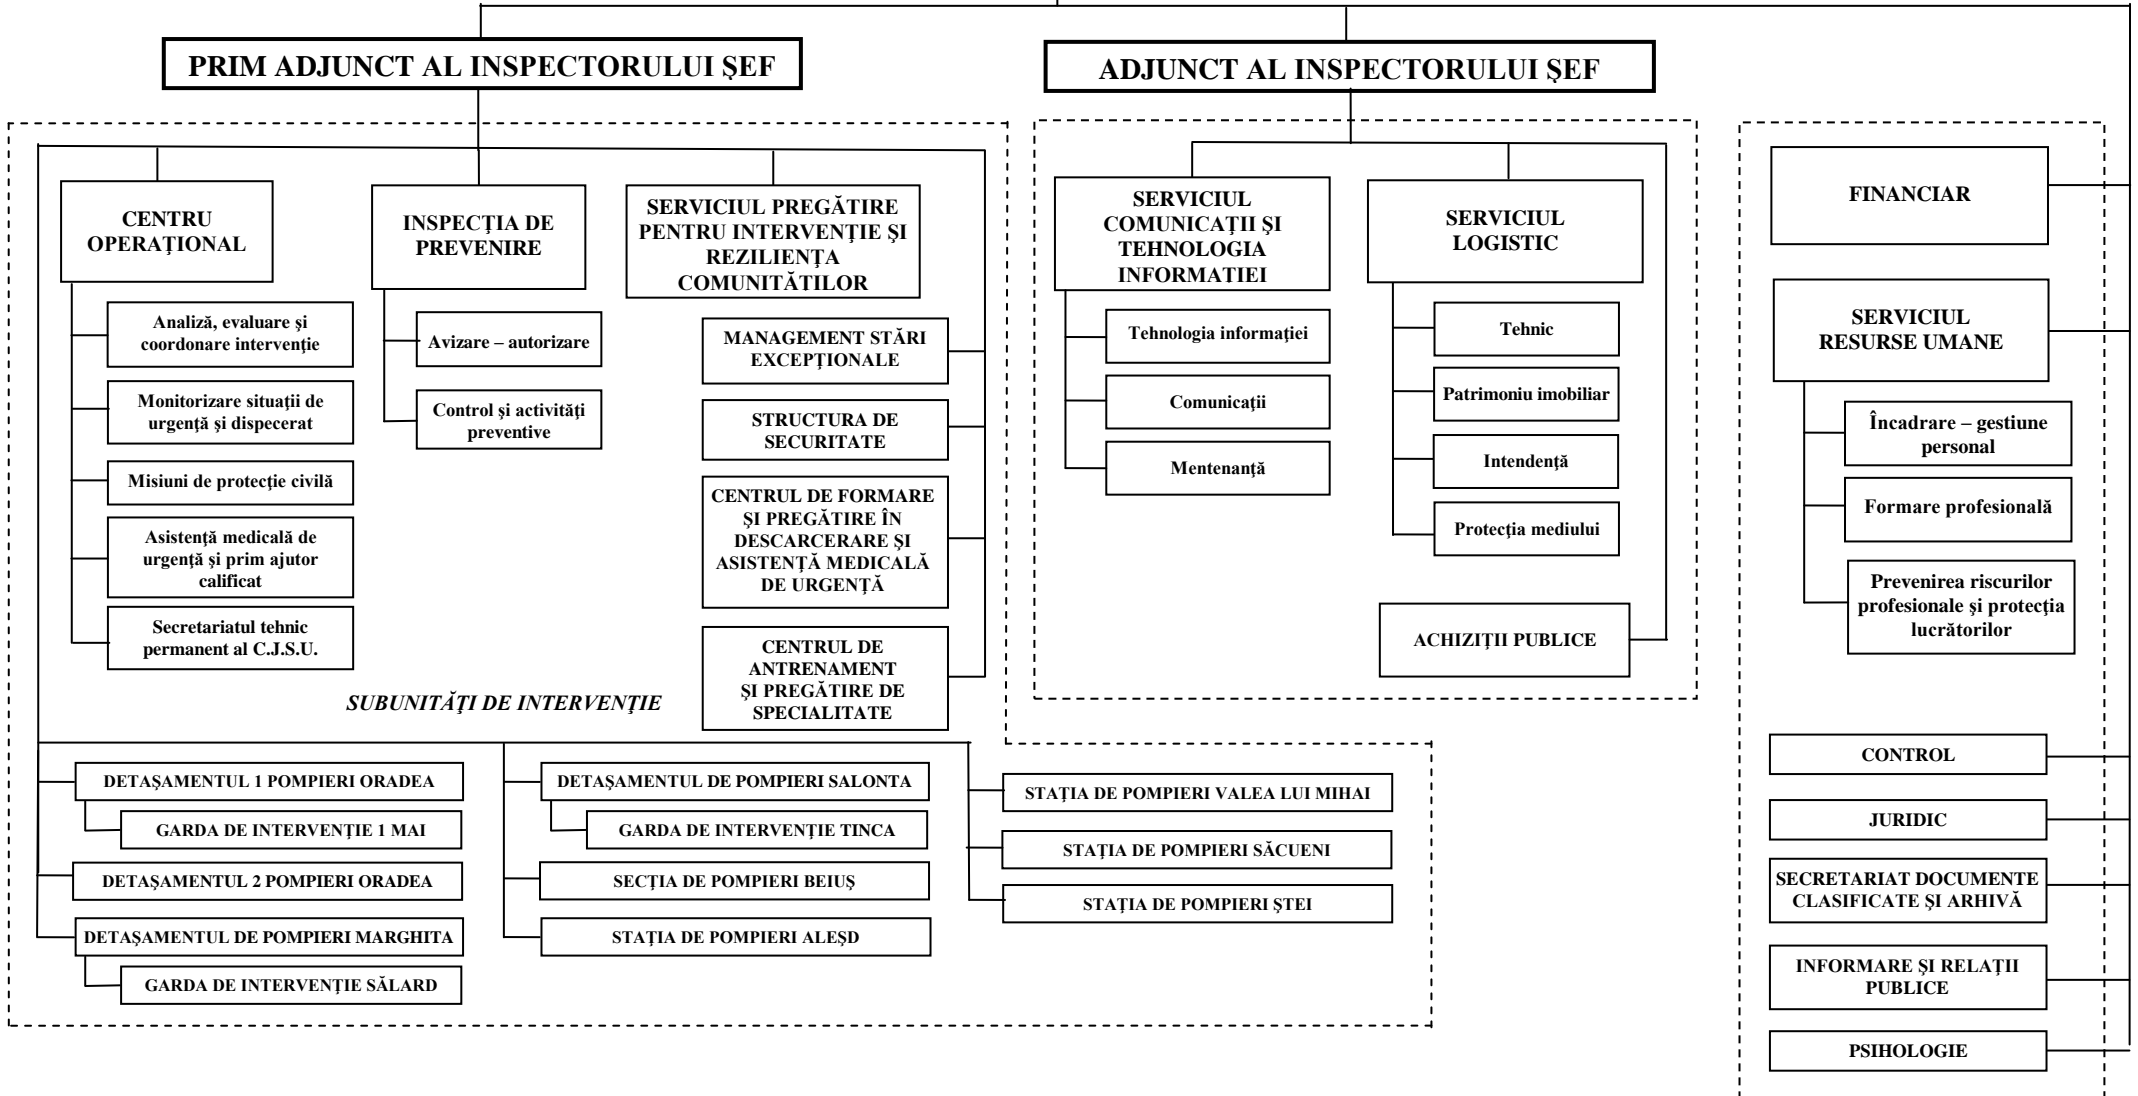 PRIM ADJUNCT AL INSPECTORULUI ŞEF
ADJUNCT AL INSPECTORULUI ŞEF
CENTRU
OPERAŢIONAL
Analiză, evaluare şi
coordonare intervenţie
Monitorizare situaţii de
urgenţă şi dispecerat
Misiuni de protecţie civilă
Asistenţă medicală de
urgenţă şi prim ajutor
calificat
Secretariatul tehnic
permanent al C.J.S.U.
INSPECŢIA DE
PREVENIRE
Avizare – autorizare
Control şi activităţi
preventive
SERVICIUL PREGĂTIRE
PENTRU INTERVENŢIE ŞI
REZILIENŢA
COMUNITĂŢILOR
MANAGEMENT STĂRI
EXCEPŢIONALE
STRUCTURA DE
SECURITATE
CENTRUL DE FORMARE
ŞI PREGĂTIRE ÎN
DESCARCERARE ŞI
ASISTENŢĂ MEDICALĂ
DE URGENŢĂ
CENTRUL DE
ANTRENAMENT
ŞI PREGĂTIRE DE
SPECIALITATE
SUBUNITĂŢI DE INTERVENŢIE
DETAŞAMENTUL 1 POMPIERI ORADEA
GARDA DE INTERVENŢIE 1 MAI
DETAŞAMENTUL 2 POMPIERI ORADEA
DETAŞAMENTUL DE POMPIERI MARGHITA
GARDA DE INTERVENŢIE SĂLARD
DETAŞAMENTUL DE POMPIERI SALONTA
GARDA DE INTERVENŢIE TINCA
SECŢIA DE POMPIERI BEIUŞ
STAŢIA DE POMPIERI ALEŞD
STAŢIA DE POMPIERI VALEA LUI MIHAI
STAŢIA DE POMPIERI SĂCUENI
STAŢIA DE POMPIERI ŞTEI
SERVICIUL
COMUNICAŢII ŞI
TEHNOLOGIA
INFORMAŢIEI
Tehnologia informaţiei
Comunicaţii
Mentenanţă
SERVICIUL
LOGISTIC
Tehnic
Patrimoniu imobiliar
Intendenţă
Protecţia mediului
ACHIZIŢII PUBLICE
FINANCIAR
SERVICIUL
RESURSE UMANE
Încadrare – gestiune
personal
Formare profesională
Prevenirea riscurilor
profesionale şi protecţia
lucrătorilor
CONTROL
JURIDIC
SECRETARIAT DOCUMENTE
CLASIFICATE ŞI ARHIVĂ
INFORMARE ŞI RELAŢII
PUBLICE
PSIHOLOGIE